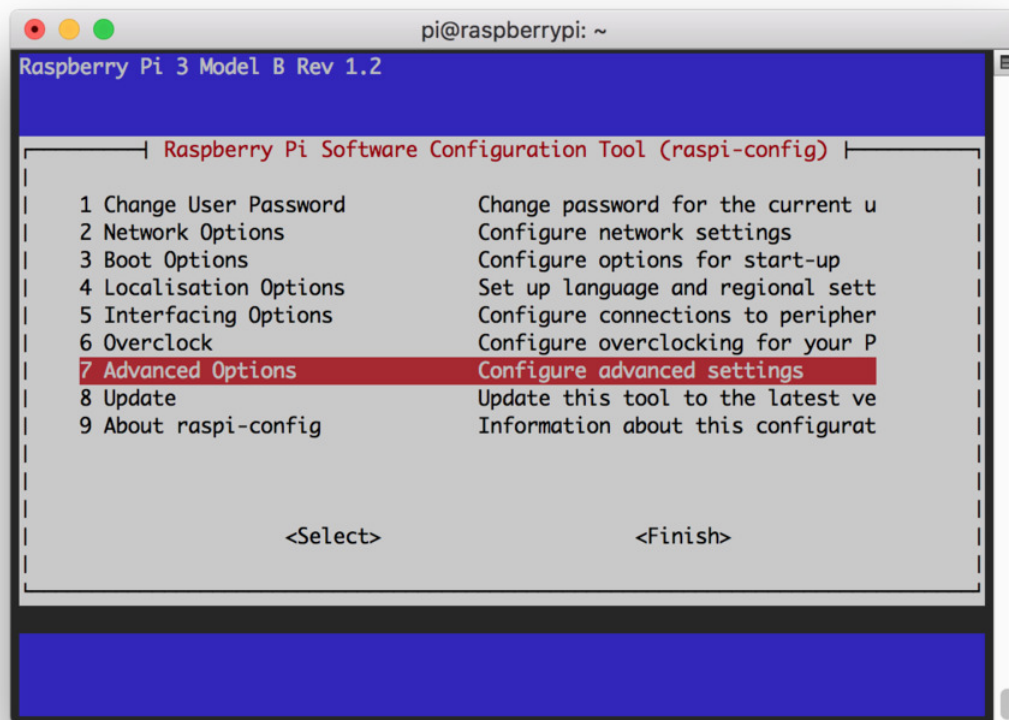 pi@raspberrypi: ~
Raspberry Pi 3 Model B Rev 1.2
Raspberry Pi Software Configuration Tool (raspi-config)
1 Change User Password Change password for the current u
2 Network Options Configure network settings
3 Boot Options Configure options for start-up
4 Localisation Options Set up language and regional sett
5 Interfacing Options Configure connections to peripher
6 Overclock Configure overclocking for your P
7 Advanced Options Configure advanced settings
8 Update Update this tool to the latest ve
9 About raspi-config Information about this configurat
<Select> <Finish>